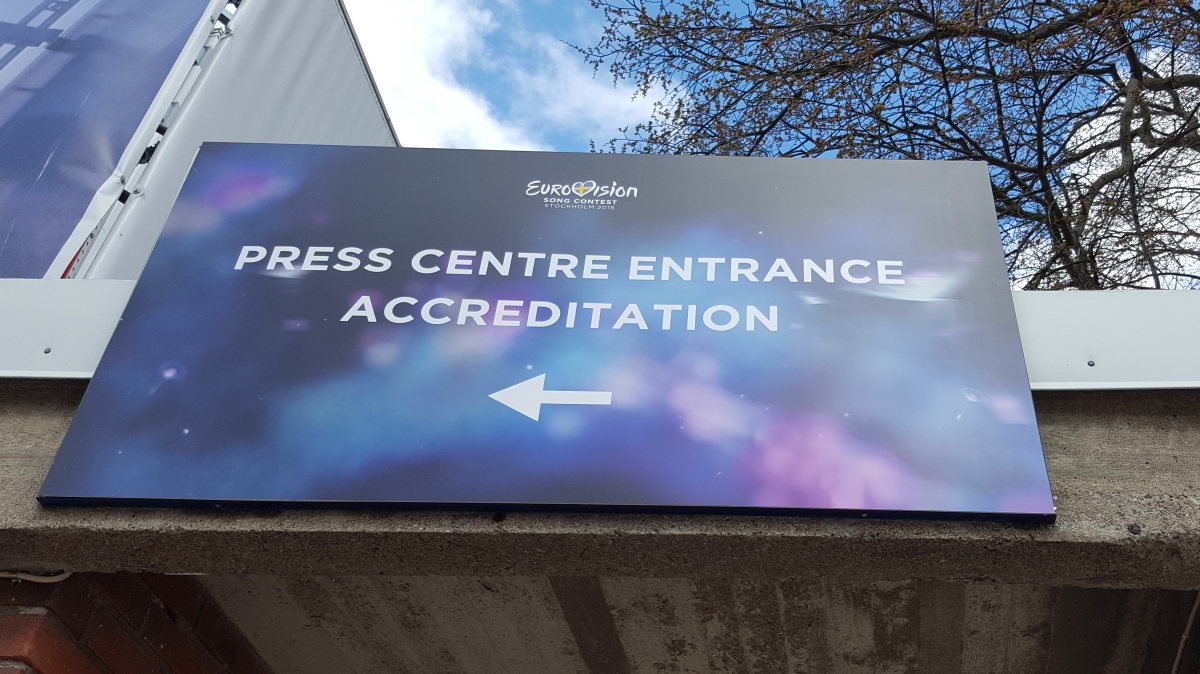 EUROVISION
SONG CONTEST
STOCKHOLM 2016
PRESS CENTRE ENTRANCE
ACCREDITATION